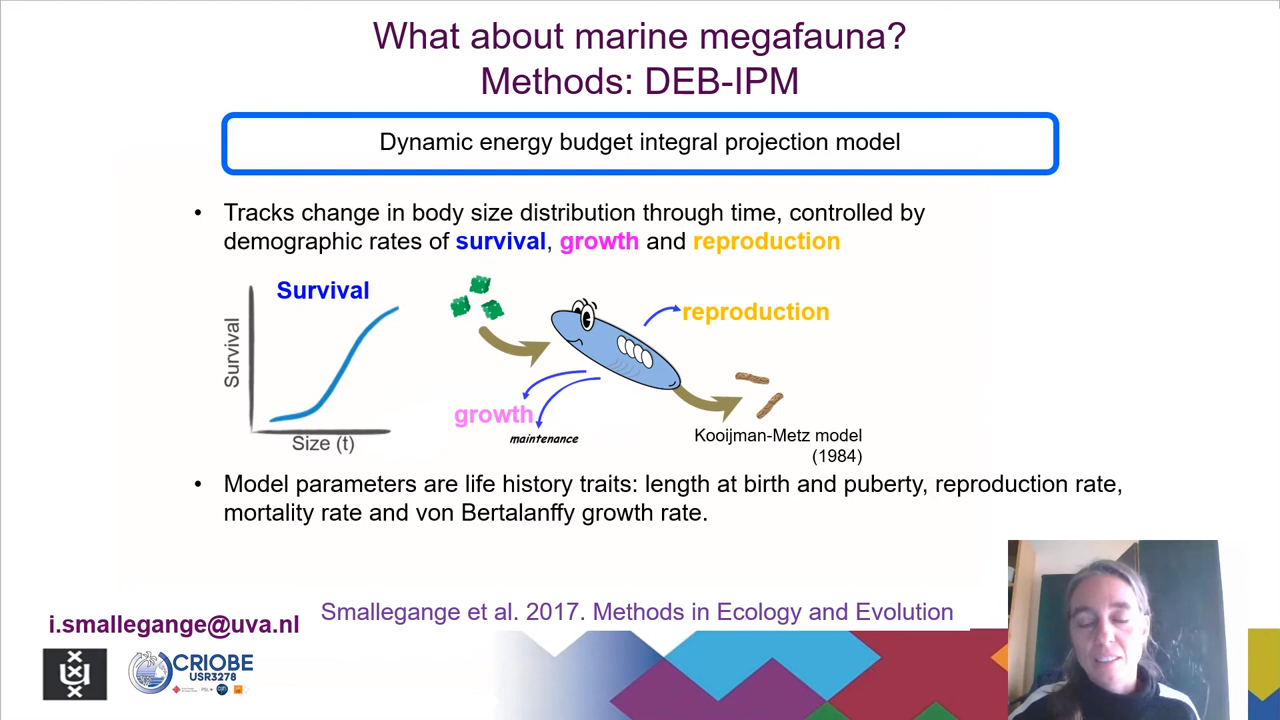 What about marine megafauna?
Methods: DEB-IPM
Dynamic energy budget integral projection model
• Tracks change in body size distribution through time, controlled by
demographic rates of survival, growth and reproduction
Survival
Survival
Size (t)
reproduction
growth
maintenance
Kooijman-Metz model
(1984)
• Model parameters are life history traits: length at birth and puberty, reproduction rate,
mortality rate and von Bertalanffy growth rate.
Smallegange et al. 2017. Methods in Ecology and Evolution
i.smallegange@uva.nl
CRIOBE
USR3278